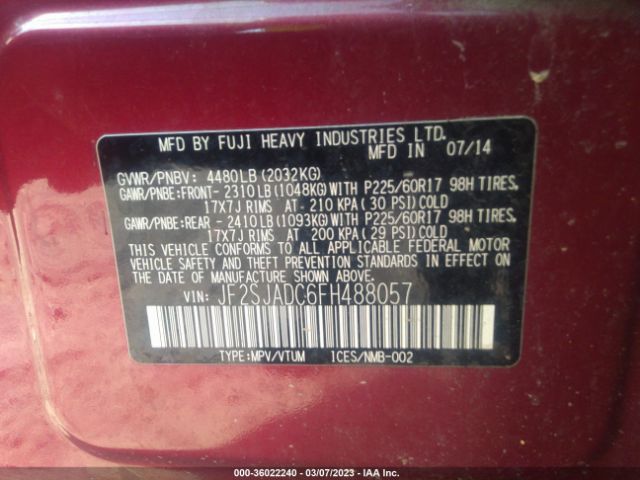 MFD BY FUJI HEAVY INDUSTRIES LTD.
MFD IN 07/14
GVWR/PNBV: 4480LB (2032KG)
GAWR/PNBE:FRONT-2310LB(1048KG)WITH P225/60R17 98H TIRES,
17X7J RIMS AT 210 KPA(30 PSI)COLD
GAWR/PNBE:REAR -2410LB(1093KG)WITH P225/60R17 98H TIRES,
17X7J RIMS AT 200 KPA(29 PSI)COLD
THIS VEHICLE CONFORMS TO ALL APPLICABLE FEDERAL MOTOR
VEHICLE SAFETY AND THEFT PREVENTION STANDARDS IN EFFECT ON
THE DATE OF MANUFACTURE SHOWN ABOVE.
VIN: JF2SJADC6FH488057
TYPE:MPV/VTUM ICES/NMB-002
000-36022240 - 03/07/2023 - IAA Inc.